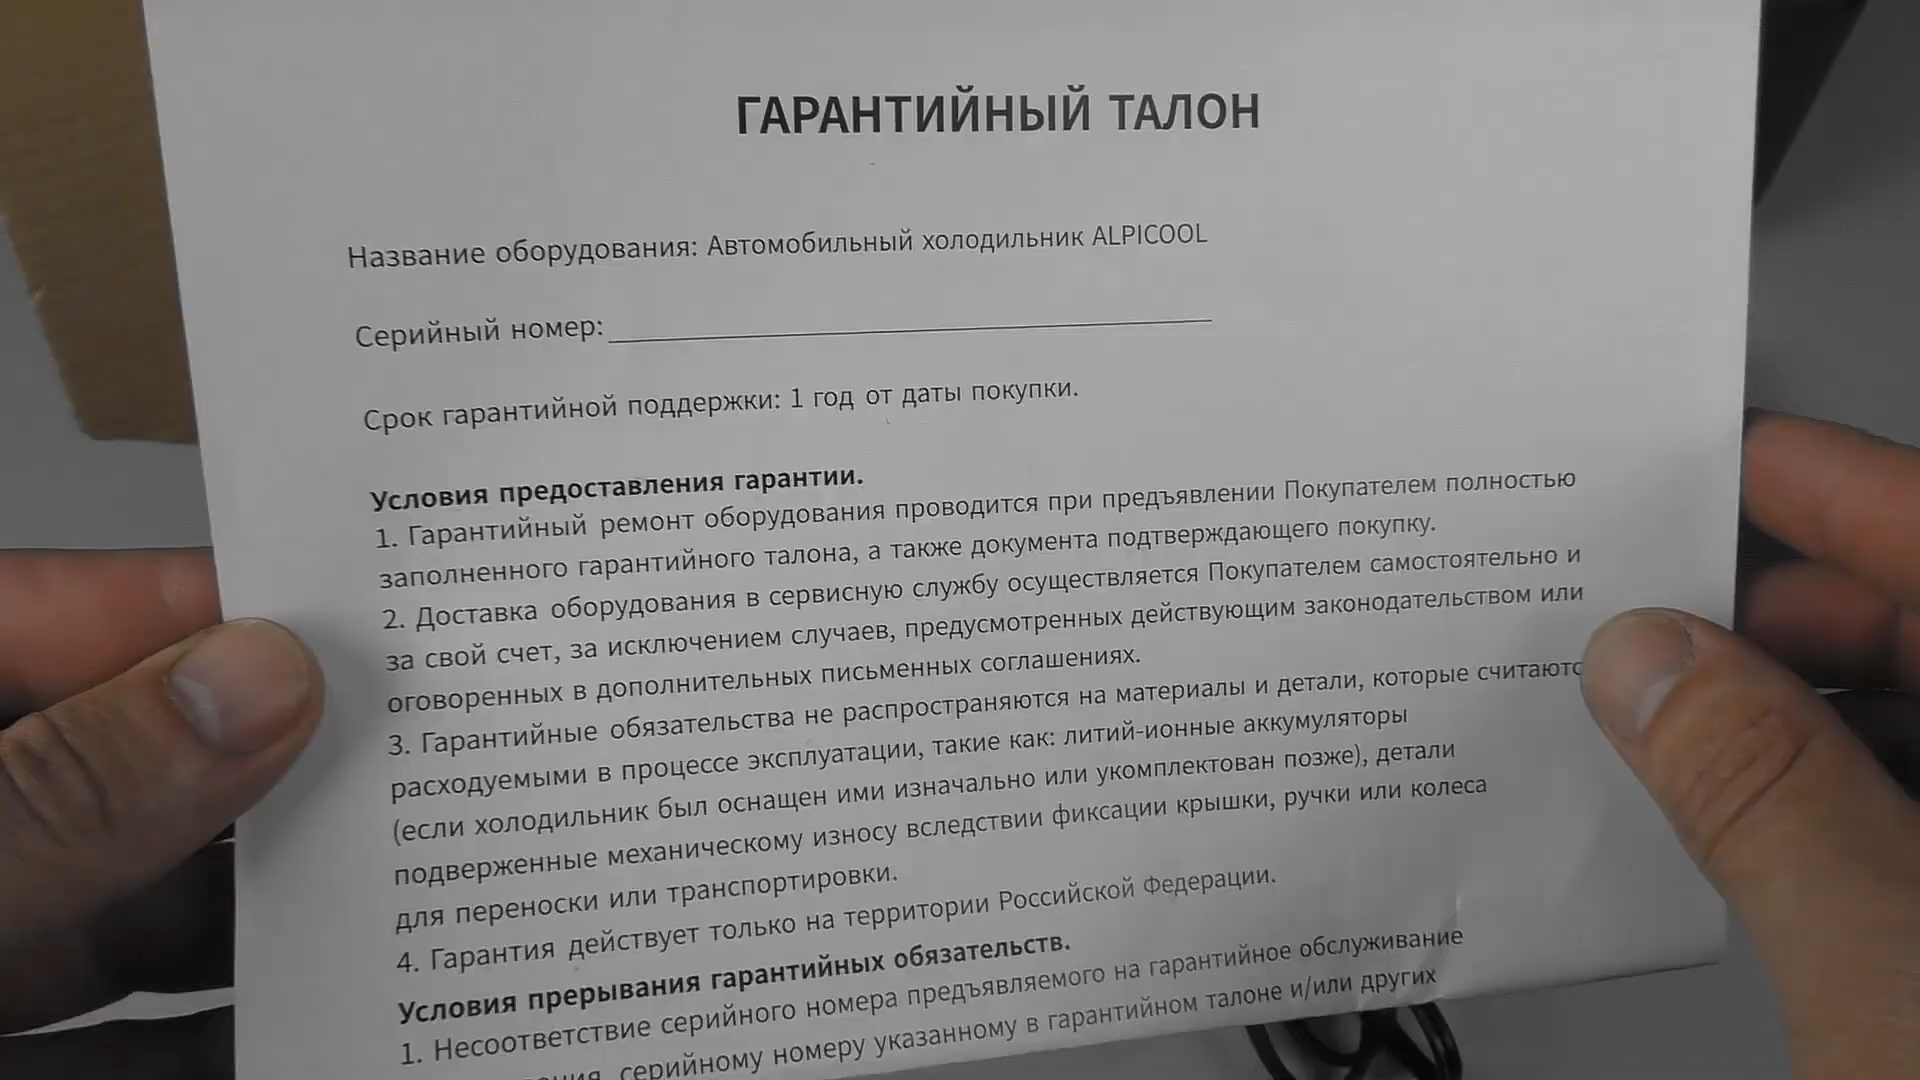 ГАРАНТИЙНЫЙ ТАЛОН
Название оборудования: Автомобильный холодильник ALPICOOL
Серийный номер:
Срок гарантийной поддержки: 1 год от даты покупки.
Условия предоставления гарантии.
1. Гарантийный ремонт оборудования проводится при предъявлении Покупателем полностью
заполненного гарантийного талона, а также документа подтверждающего покупку.
2. Доставка оборудования в сервисную службу осуществляется Покупателем самостоятельно и
за свой счет, за исключением случаев, предусмотренных действующим законодательством или
оговоренных в дополнительных письменных соглашениях.
3. Гарантийные обязательства не распространяются на материалы и детали, которые
расходуемыми в процессе эксплуатации, такие как: литий-ионные аккумуляторы
(если холодильник был оснащен ими изначально или укомплектован позже), детали
подверженные механическому износу вследствии фиксации крышки, ручки или колеса
для переноски или транспортировки.
4. Гарантия действует только на территории Российской Федерации.
Условия прерывания гарантийных обязательств.
1. Несоответствие серийного номера предъявляемого на гарантийное обслуживание
серийному номеру указанному в гарантийном талоне и/или других